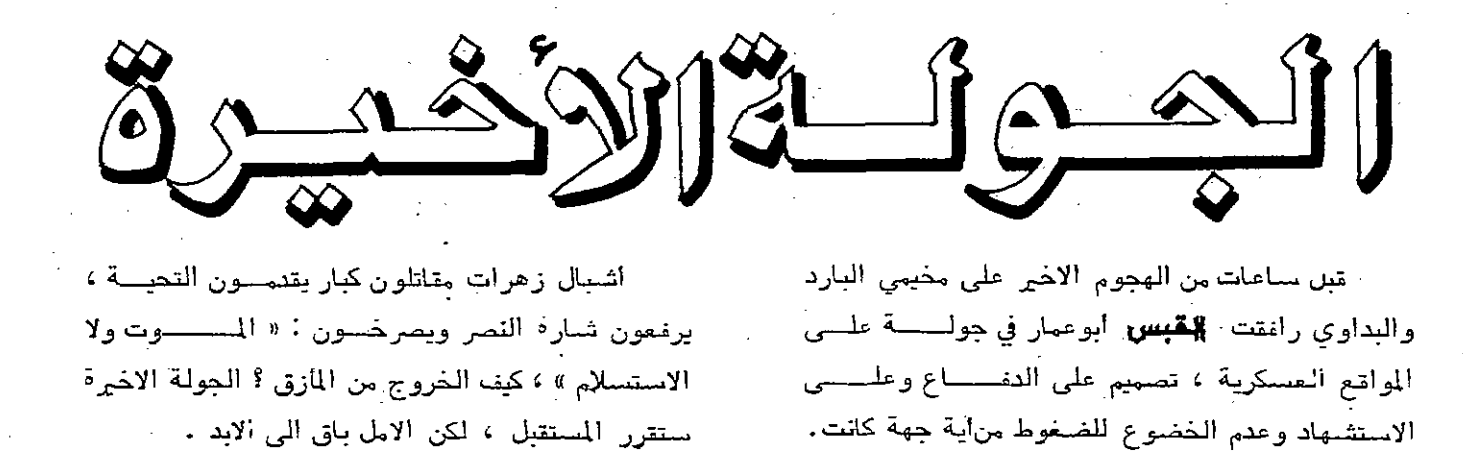 الجولة الأخيرة
قبل ساعات من الهجوم الاخير على مخيمي البارد
والبداوي رافقت القبس أبوعمار في جولة على
المواقع العسكرية ، تصميم على الدفاع وعلى
الاستشهاد وعدم الخضوع للضغوط من أية جهة كانت .
اشبال زهرات مقاتلون كبار يقدمون التحية ،
يرفعون شارة النصر ويصرخون : « الموت ولا
الاستسلام » ، كيف الخروج من المأزق ؟ الجولة الاخيرة
ستقرر المستقبل ، لكن الامل باق الى الابد .